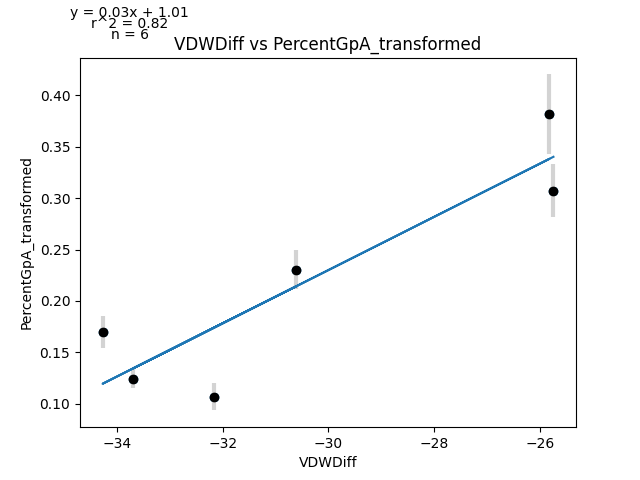 y = 0.03x + 1.01
r^2 = 0.82
n = 6
VDWDiff vs PercentGpA_transformed
PercentGpA_transformed
0.40
0.35
0.30
0.25
0.20
0.15
0.10
−34
−32
−30
−28
−26
VDWDiff